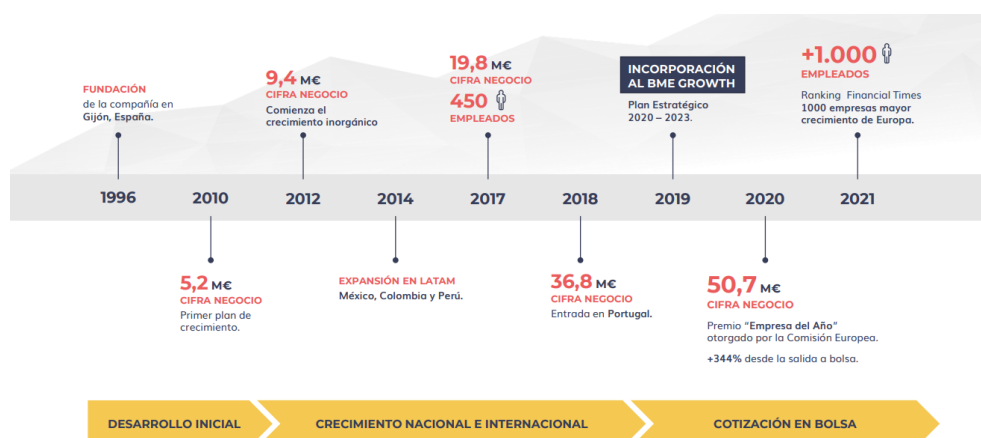 FUNDACIÓN
de la compañía en
Gijón, España.
9,4 M€
CIFRA NEGOCIO
Comienza el
crecimiento inorgánico
19,8 M€
CIFRA NEGOCIO
450
EMPLEADOS
INCORPORACIÓN
AL BME GROWTH
Plan Estratégico
2020 – 2023.
+1.000
EMPLEADOS
Ranking Financial Times
1000 empresas mayor
crecimiento de Europa.
1996 2010 2012 2014 2017 2018 2019 2020 2021
5,2 M€
CIFRA NEGOCIO
Primer plan de
crecimiento.
EXPANSIÓN EN LATAM
México, Colombia y Perú.
36,8 M€
CIFRA NEGOCIO
Entrada en Portugal.
50,7 M€
CIFRA NEGOCIO
Premio “Empresa del Año”
otorgado por la Comisión Europea.
+344% desde la salida a bolsa.
DESARROLLO INICIAL
CRECIMIENTO NACIONAL E INTERNACIONAL
COTIZACIÓN EN BOLSA